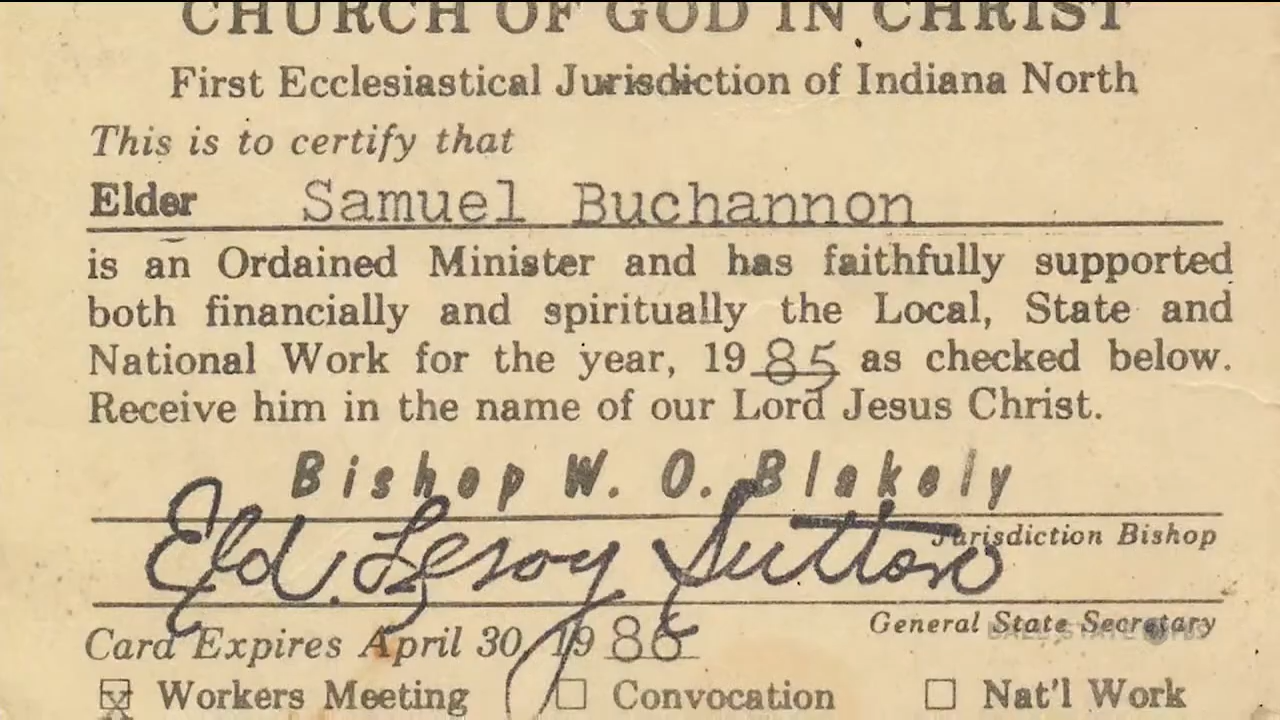 CHURCH OF GOD IN CHRIST
First Ecclesiastical Jurisdiction of Indiana North
This is to certify that
Elder Samuel Buchannon
is an Ordained Minister and has faithfully supported
both financially and spiritually the Local, State and
National Work for the year, 1985 as checked below.
Receive him in the name of our Lord Jesus Christ.
Bishop W. O. Blakely
Jurisdiction Bishop
Eld. Leroy Sutton
General State Secretary
Card Expires April 30, 1986
Workers Meeting Convocation Nat'l Work